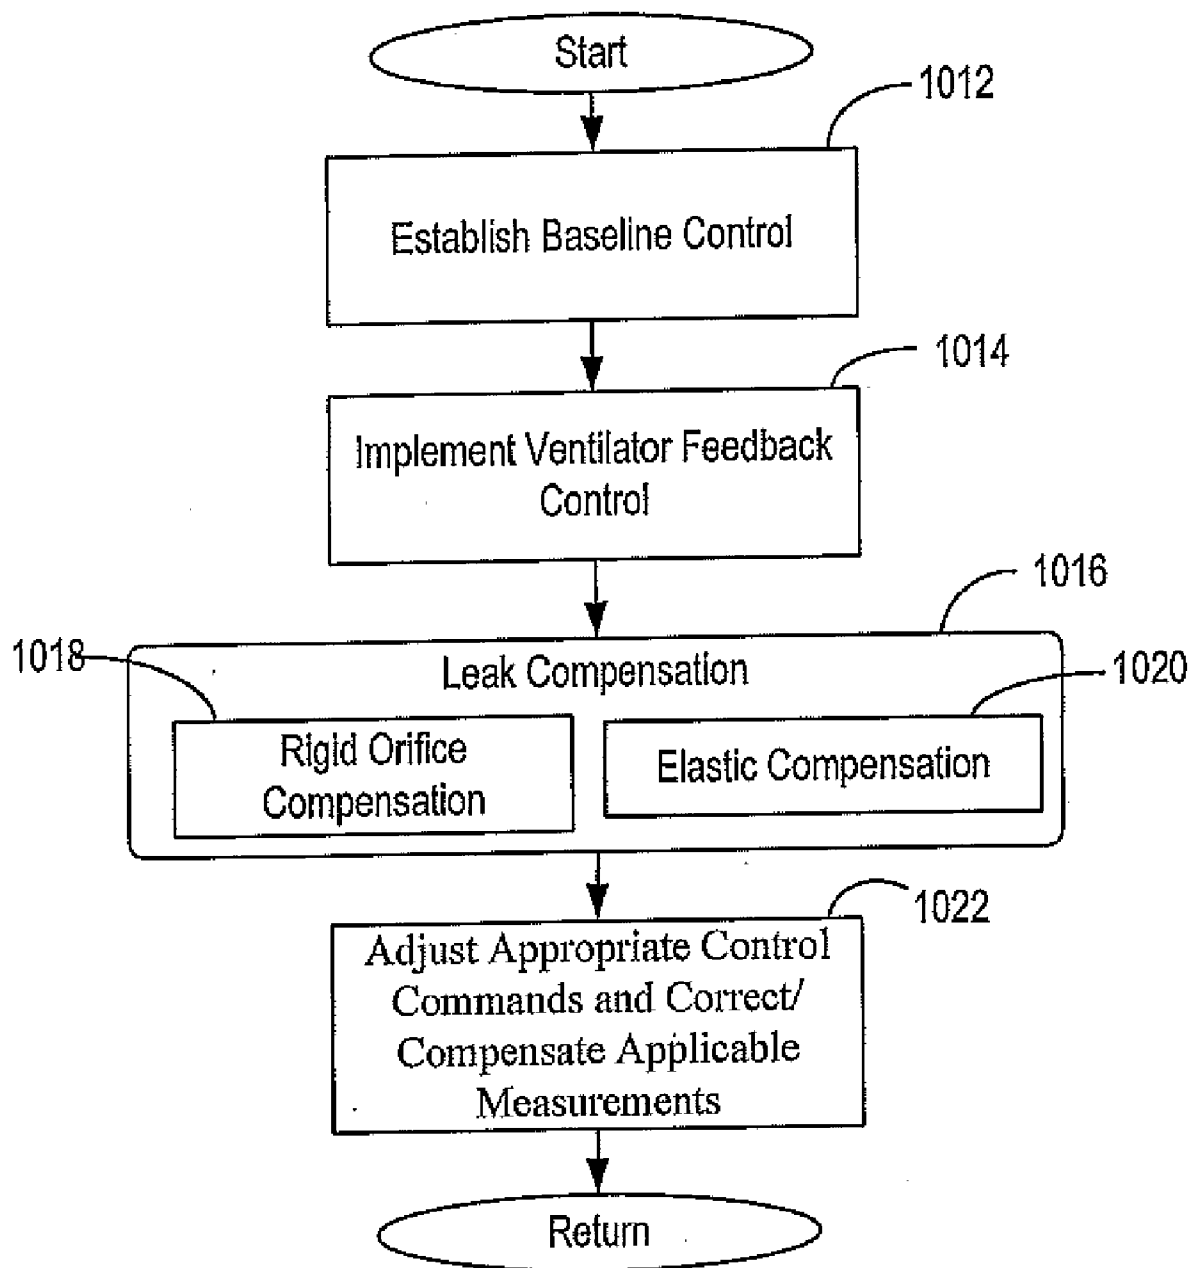 Start
1012
Establish Baseline Control
1014
Implement Ventilator Feedback
Control
1016
1018
Leak Compensation
1020
Rigid Orifice
Compensation
Elastic Compensation
1022
Adjust Appropriate Control
Commands and Correct/
Compensate Applicable
Measurements
Return